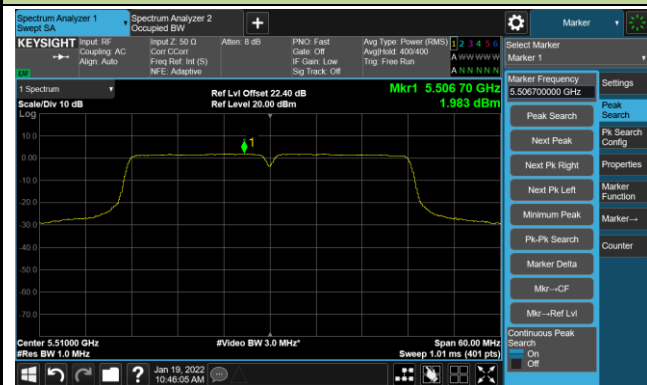 Spectrum Analyzer 1
Swept SA
Spectrum Analyzer 2
Occupied BW
+
Marker
KEYSIGHT
Input: RF
Coupling: AC
Align: Auto
Input Z: 50 Ω
Corr CCorr
Freq Ref: Int (S)
NFE: Adaptive
Atten: 8 dB
PNO: Fast
Gate: Off
IF Gain: Low
Sig Track: Off
Avg Type: Power (RMS)
Avg|Hold: 400/400
Trig: Free Run
1 2 3 4 5 6
A W W W W W
A N N N N N
LXI
Select Marker
Marker 1
1 Spectrum
Scale/Div 10 dB
Log
Ref Lvl Offset 22.40 dB
Ref Level 20.00 dBm
Mkr1 5.506 70 GHz
1.983 dBm
1
10.0
0.00
-10.0
-20.0
-30.0
-40.0
-50.0
-60.0
-70.0
Center 5.51000 GHz
#Res BW 1.0 MHz
#Video BW 3.0 MHz*
Span 60.00 MHz
Sweep 1.01 ms (401 pts)
Marker Frequency
5.506700000 GHz
Peak Search
Next Peak
Next Pk Right
Next Pk Left
Minimum Peak
Pk-Pk Search
Marker Delta
Mkr→CF
Mkr→Ref Lvl
Continuous Peak
Search
On
Off
Settings
Peak
Search
Pk Search
Config
Properties
Marker
Function
Marker→
Counter
?
Jan 19, 2022
10:46:05 AM